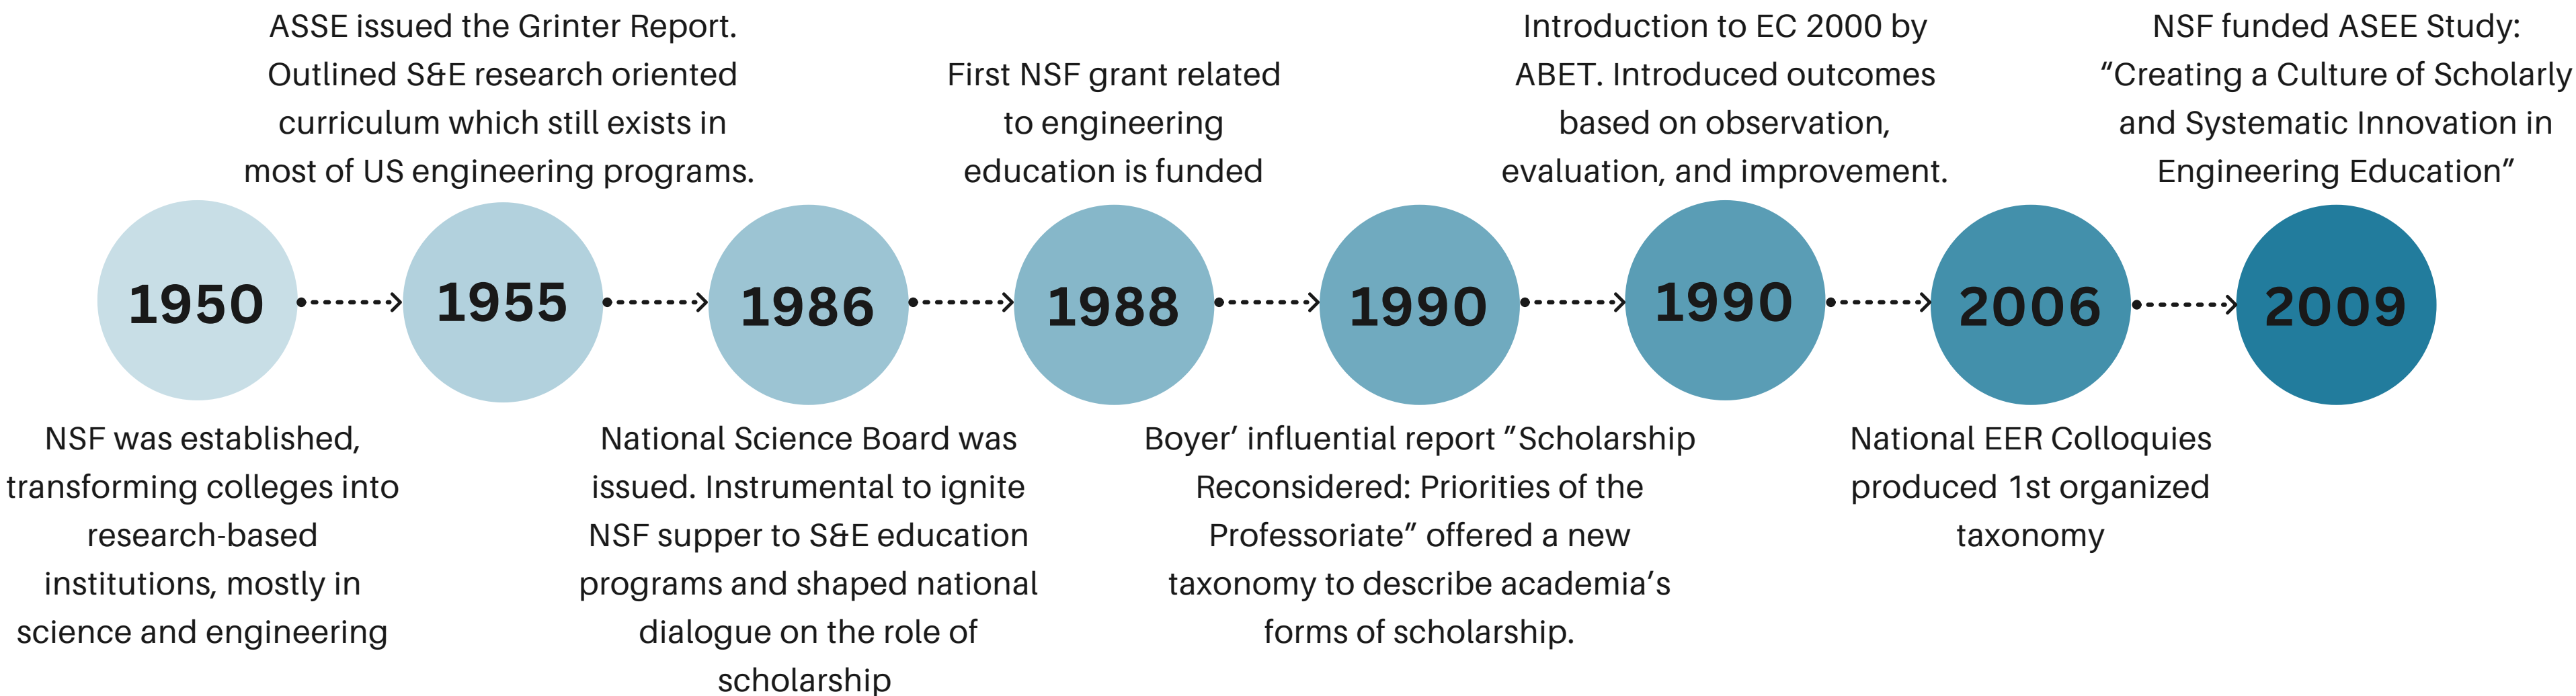 ASSE issued the Grinter Report.
Outlined S&E research oriented
curriculum which still exists in
most of US engineering programs.
First NSF grant related
to engineering
education is funded
Introduction to EC 2000 by
ABET. Introduced outcomes
based on observation,
evaluation, and improvement.
NSF funded ASEE Study:
“Creating a Culture of Scholarly
and Systematic Innovation in
Engineering Education”
1950
1955
1986
1988
1990
1990
2006
2009
NSF was established,
transforming colleges into
research-based
institutions, mostly in
science and engineering
National Science Board was
issued. Instrumental to ignite
NSF supper to S&E education
programs and shaped national
dialogue on the role of
scholarship
Boyer’ influential report ”Scholarship
Reconsidered: Priorities of the
Professoriate” offered a new
taxonomy to describe academia’s
forms of scholarship.
National EER Colloquies
produced 1st organized
taxonomy